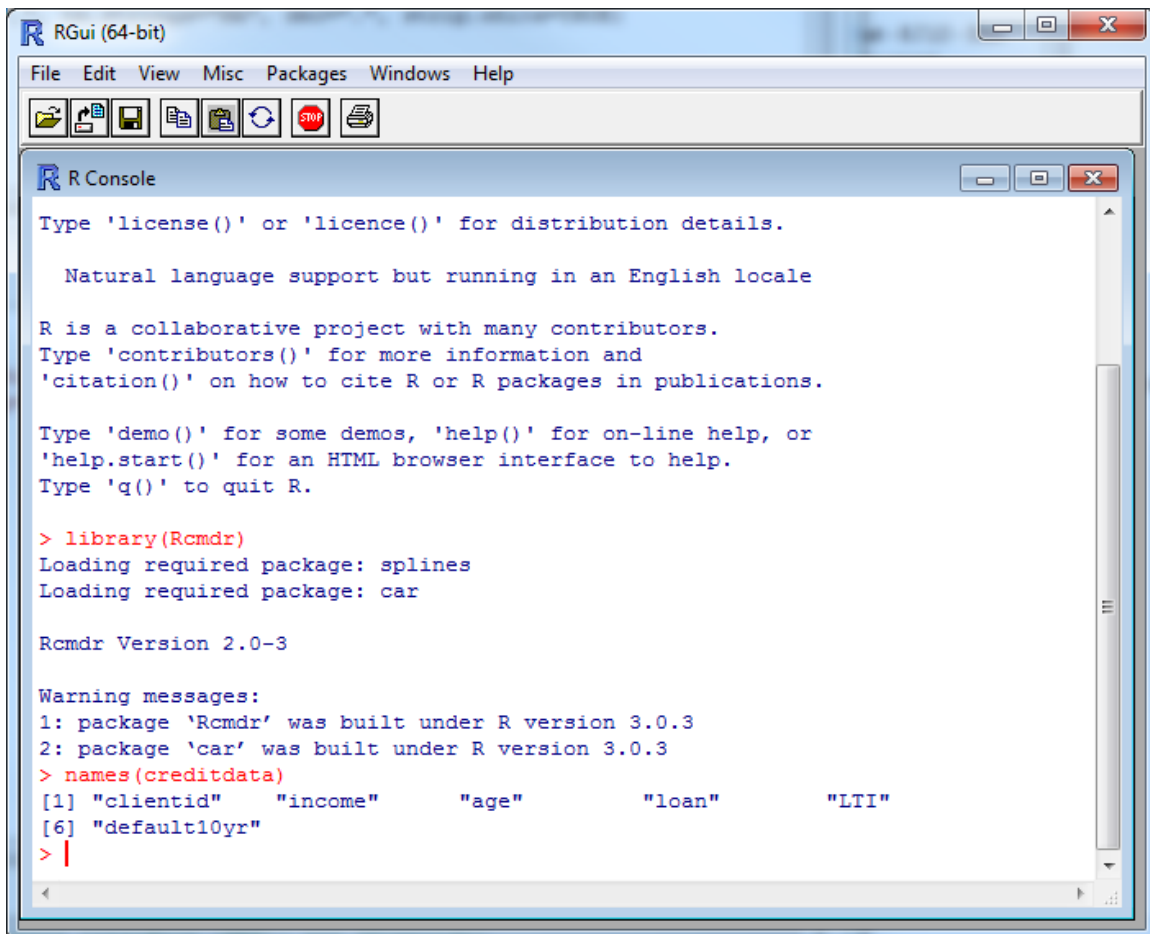 RGui (64-bit)
File Edit View Misc Packages Windows Help
STOP
R Console
Type 'license()' or 'licence()' for distribution details.
Natural language support but running in an English locale
R is a collaborative project with many contributors.
Type 'contributors()' for more information and
'citation()' on how to cite R or R packages in publications.
Type 'demo()' for some demos, 'help()' for on-line help, or
'help.start()' for an HTML browser interface to help.
Type 'q()' to quit R.
> library(Rcmdr)
Loading required package: splines
Loading required package: car
Rcmdr Version 2.0-3
Warning messages:
1: package ‘Rcmdr’ was built under R version 3.0.3
2: package ‘car’ was built under R version 3.0.3
> names(creditdata)
[1] "clientid" "income" "age" "loan" "LTI"
[6] "default10yr"
>